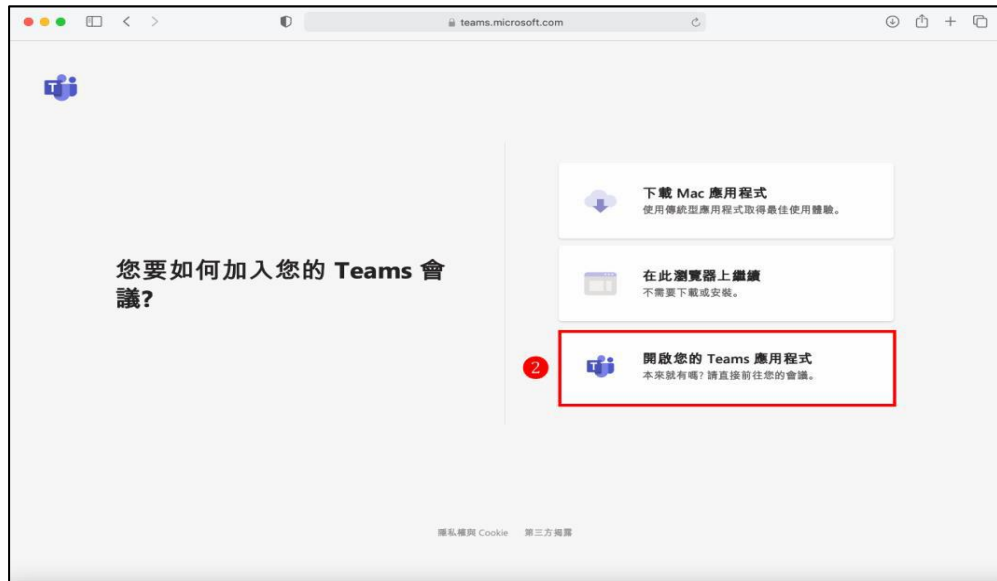 teams.microsoft.com
您要如何加入您的 Teams 會
議?
下載 Mac 應用程式
使用傳統型應用程式取得最佳使用體驗。
在此瀏覽器上繼續
不需要下載或安裝。
2
開啟您的 Teams 應用程式
本來就有嗎? 請直接前往您的會議。
隱私權與 Cookie 第三方揭露